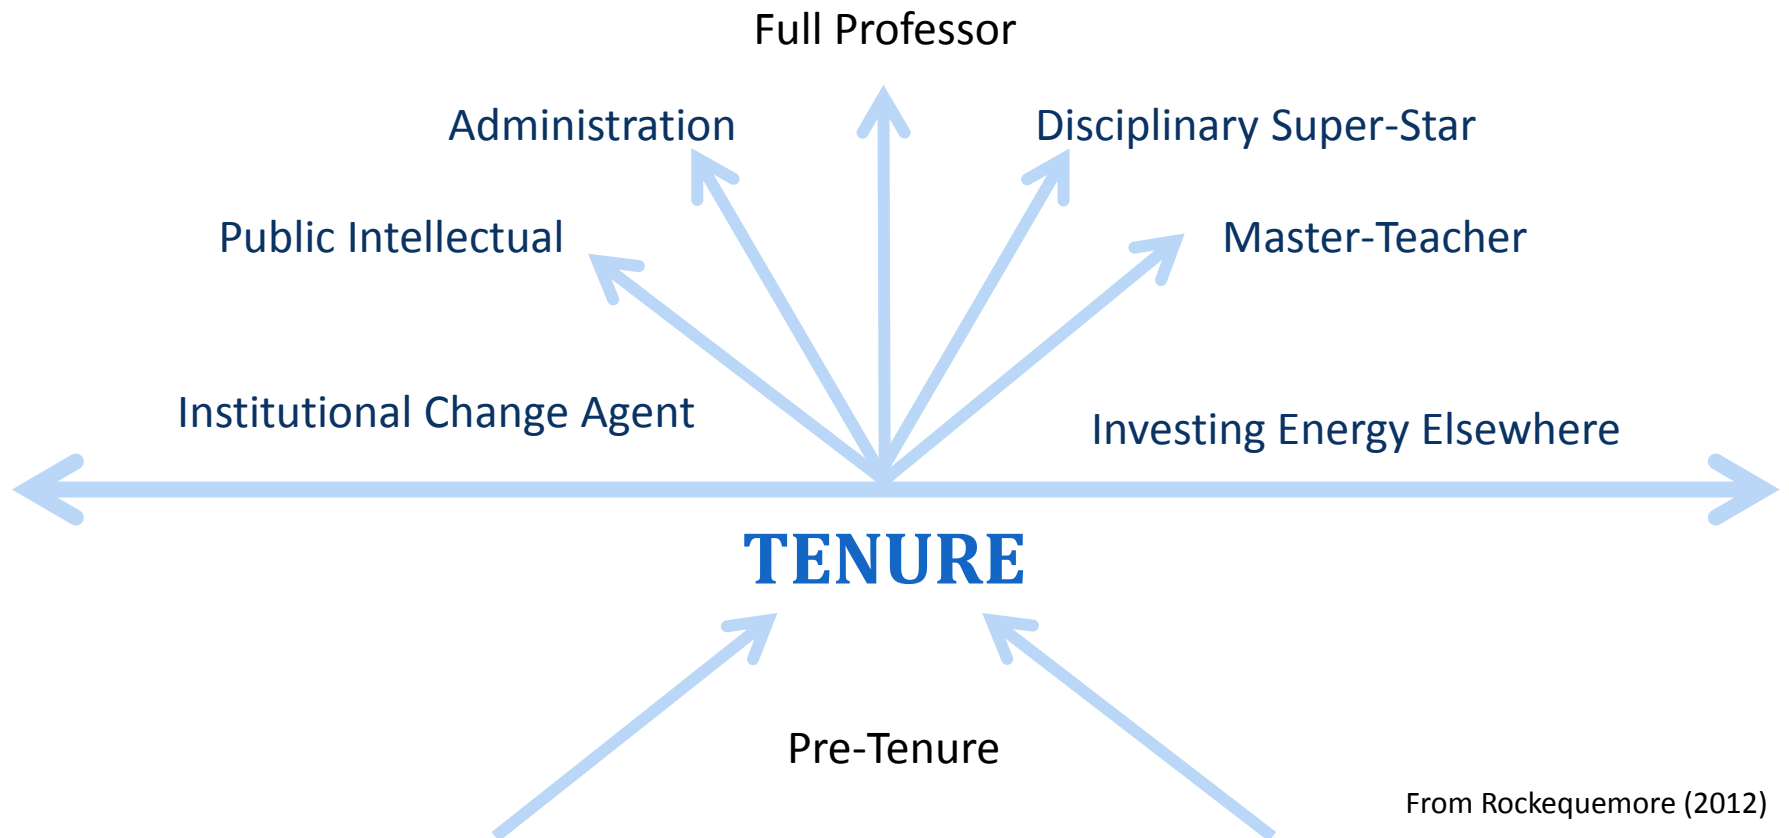 Full Professor
Administration
Disciplinary Super-Star
Public Intellectual
Master-Teacher
Institutional Change Agent
Investing Energy Elsewhere
TENURE
Pre-Tenure
From Rockequemore (2012)